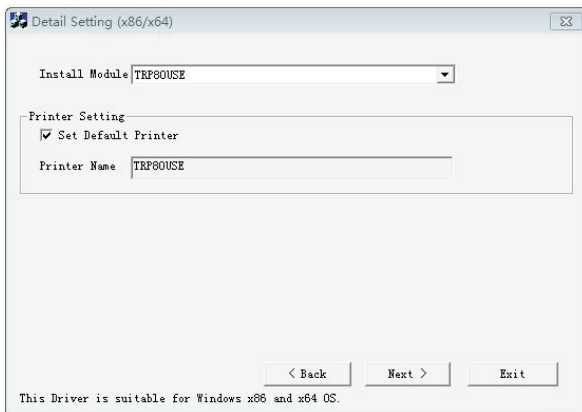 Detail Setting (x86/x64)
Install Module TRP80USE
Printer Setting
Set Default Printer
Printer Name TRP80USE
< Back Next > Exit
This Driver is suitable for Windows x86 and x64 OS.